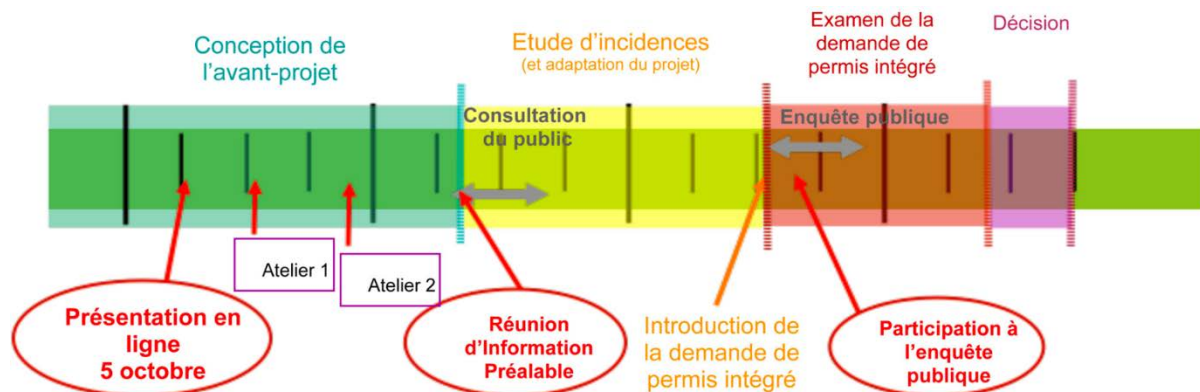 Conception de
l'avant-projet
Etude d'incidences
(et adaptation du projet)
Examen de la
demande de
permis intégré
Décision
Consultation
du public
Enquête publique
Atelier 1
Atelier 2
Présentation en
ligne
5 octobre
Réunion
d'Information
Préalable
Introduction de
la demande de
permis intégré
Participation à
l'enquête
publique